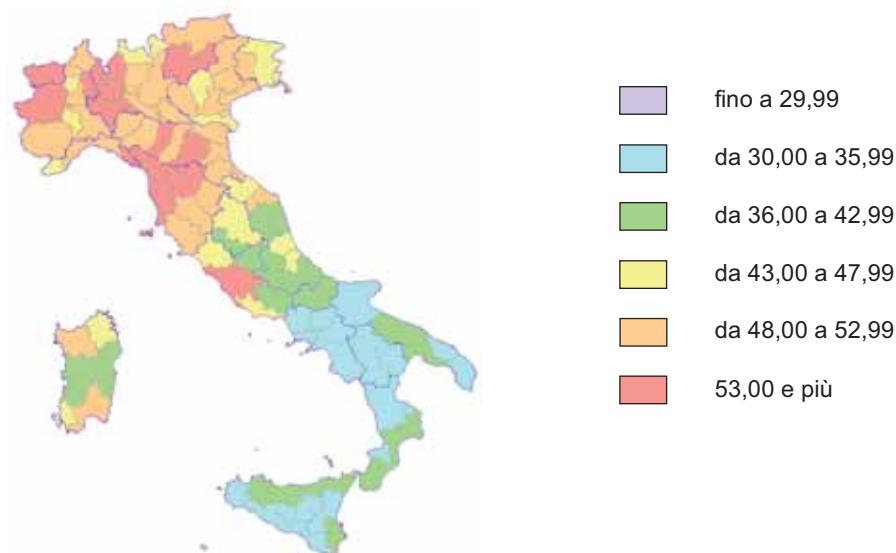 fino a 29,99
da 30,00 a 35,99
da 36,00 a 42,99
da 43,00 a 47,99
da 48,00 a 52,99
53,00 e più